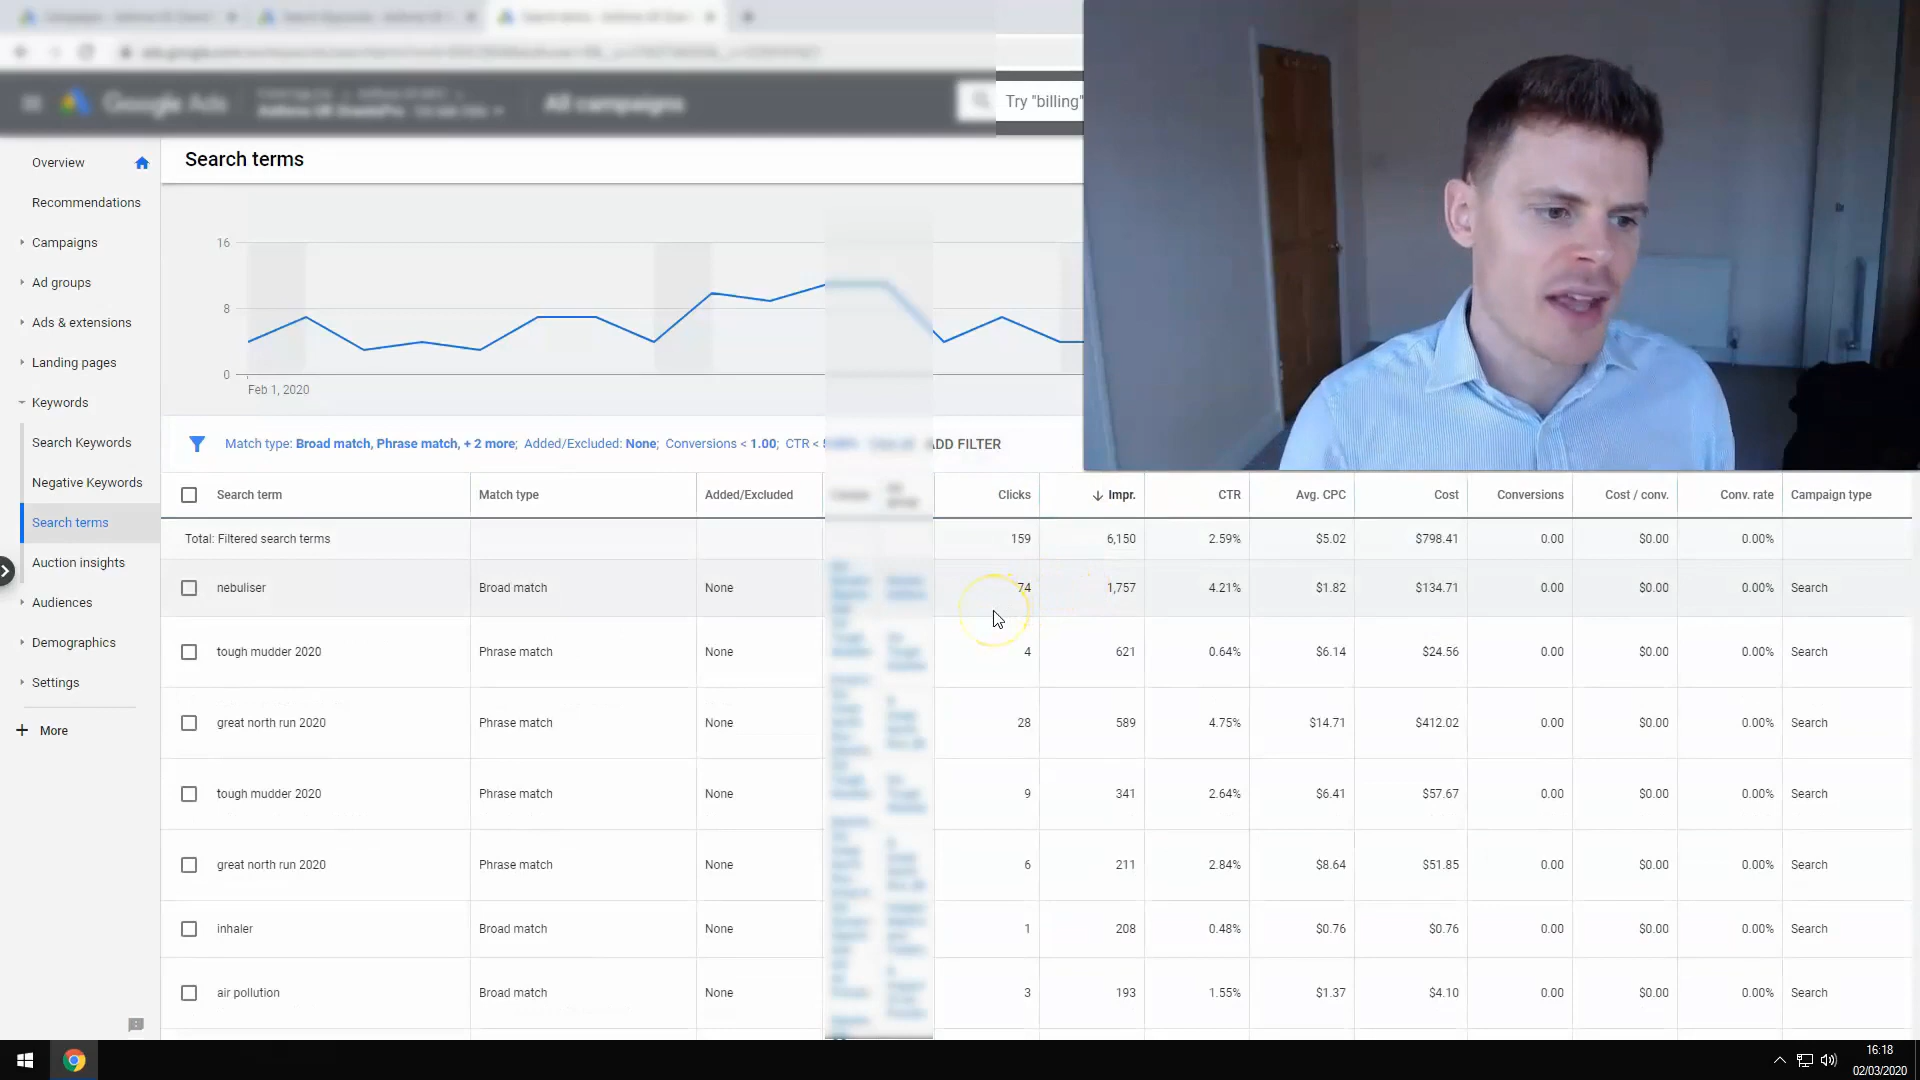 Google Ads
All campaigns
Try "billing"
Overview
Recommendations
Campaigns
Ad groups
Ads & extensions
Landing pages
Keywords
Search Keywords
Negative Keywords
Search terms
Auction insights
Audiences
Demographics
Settings
More
Search terms
16
8
0
Feb 1, 2020
Match type: Broad match, Phrase match, + 2 more; Added/Excluded: None; Conversions < 1.00; CTR < ADD FILTER
Search term Match type Added/Excluded Clicks Impr. CTR Avg. CPC Cost Conversions Cost / conv. Conv. rate Campaign type
Total: Filtered search terms 159 6,150 2.59% $5.02 $798.41 0.00 $0.00 0.00%
nebuliser Broad match None 74 1,757 4.21% $1.82 $134.71 0.00 $0.00 0.00% Search
tough mudder 2020 Phrase match None 4 621 0.64% $6.14 $24.56 0.00 $0.00 0.00% Search
great north run 2020 Phrase match None 28 589 4.75% $14.71 $412.02 0.00 $0.00 0.00% Search
tough mudder 2020 Phrase match None 9 341 2.64% $6.41 $57.67 0.00 $0.00 0.00% Search
great north run 2020 Phrase match None 6 211 2.84% $8.64 $51.85 0.00 $0.00 0.00% Search
inhaler Broad match None 1 208 0.48% $0.76 $0.76 0.00 $0.00 0.00% Search
air pollution Broad match None 3 193 1.55% $1.37 $4.10 0.00 $0.00 0.00% Search
16:18
02/03/2020